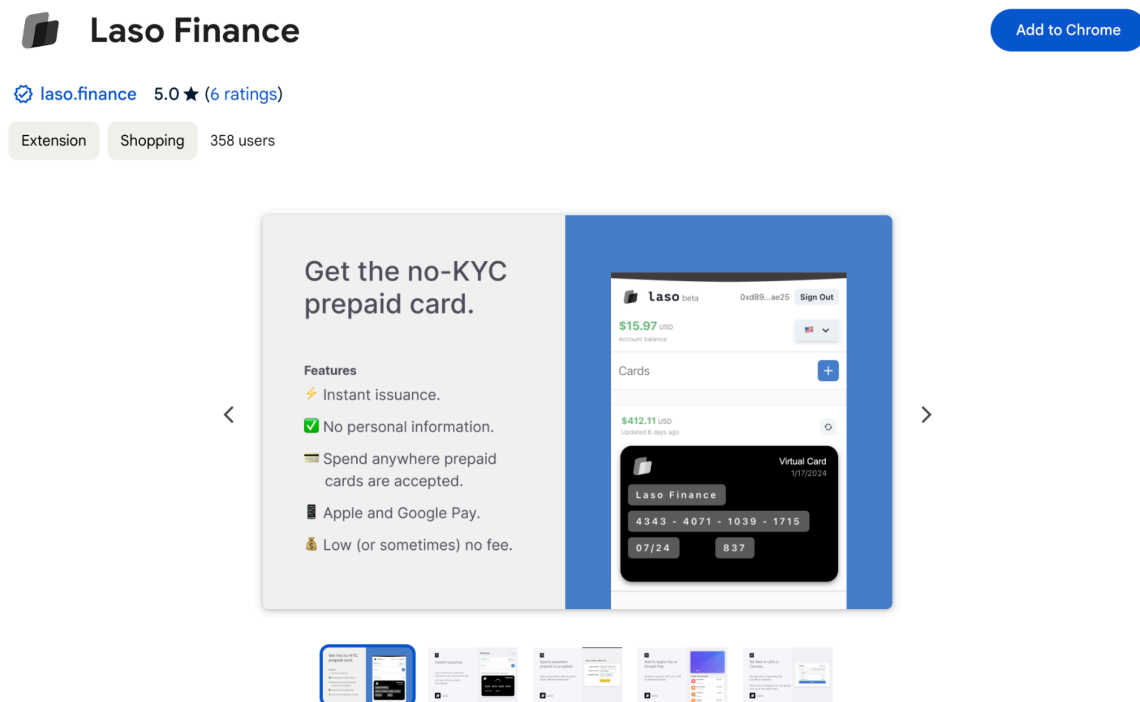 Laso Finance
Add to Chrome
laso.finance 5.0 ★ (6 ratings)
Extension Shopping 358 users
Get the no-KYC
prepaid card.
Features
⚡ Instant issuance.
✅ No personal information.
💳 Spend anywhere prepaid
cards are accepted.
📱 Apple and Google Pay.
💰 Low (or sometimes) no fee.
laso beta 0xd89...ae25 Sign Out
$15.97 USD
Account balance
Cards
$412.11 USD
Updated 6 days ago
Virtual Card
1/17/2024
Laso Finance
4343 - 4071 - 1039 - 1715
07/24 837